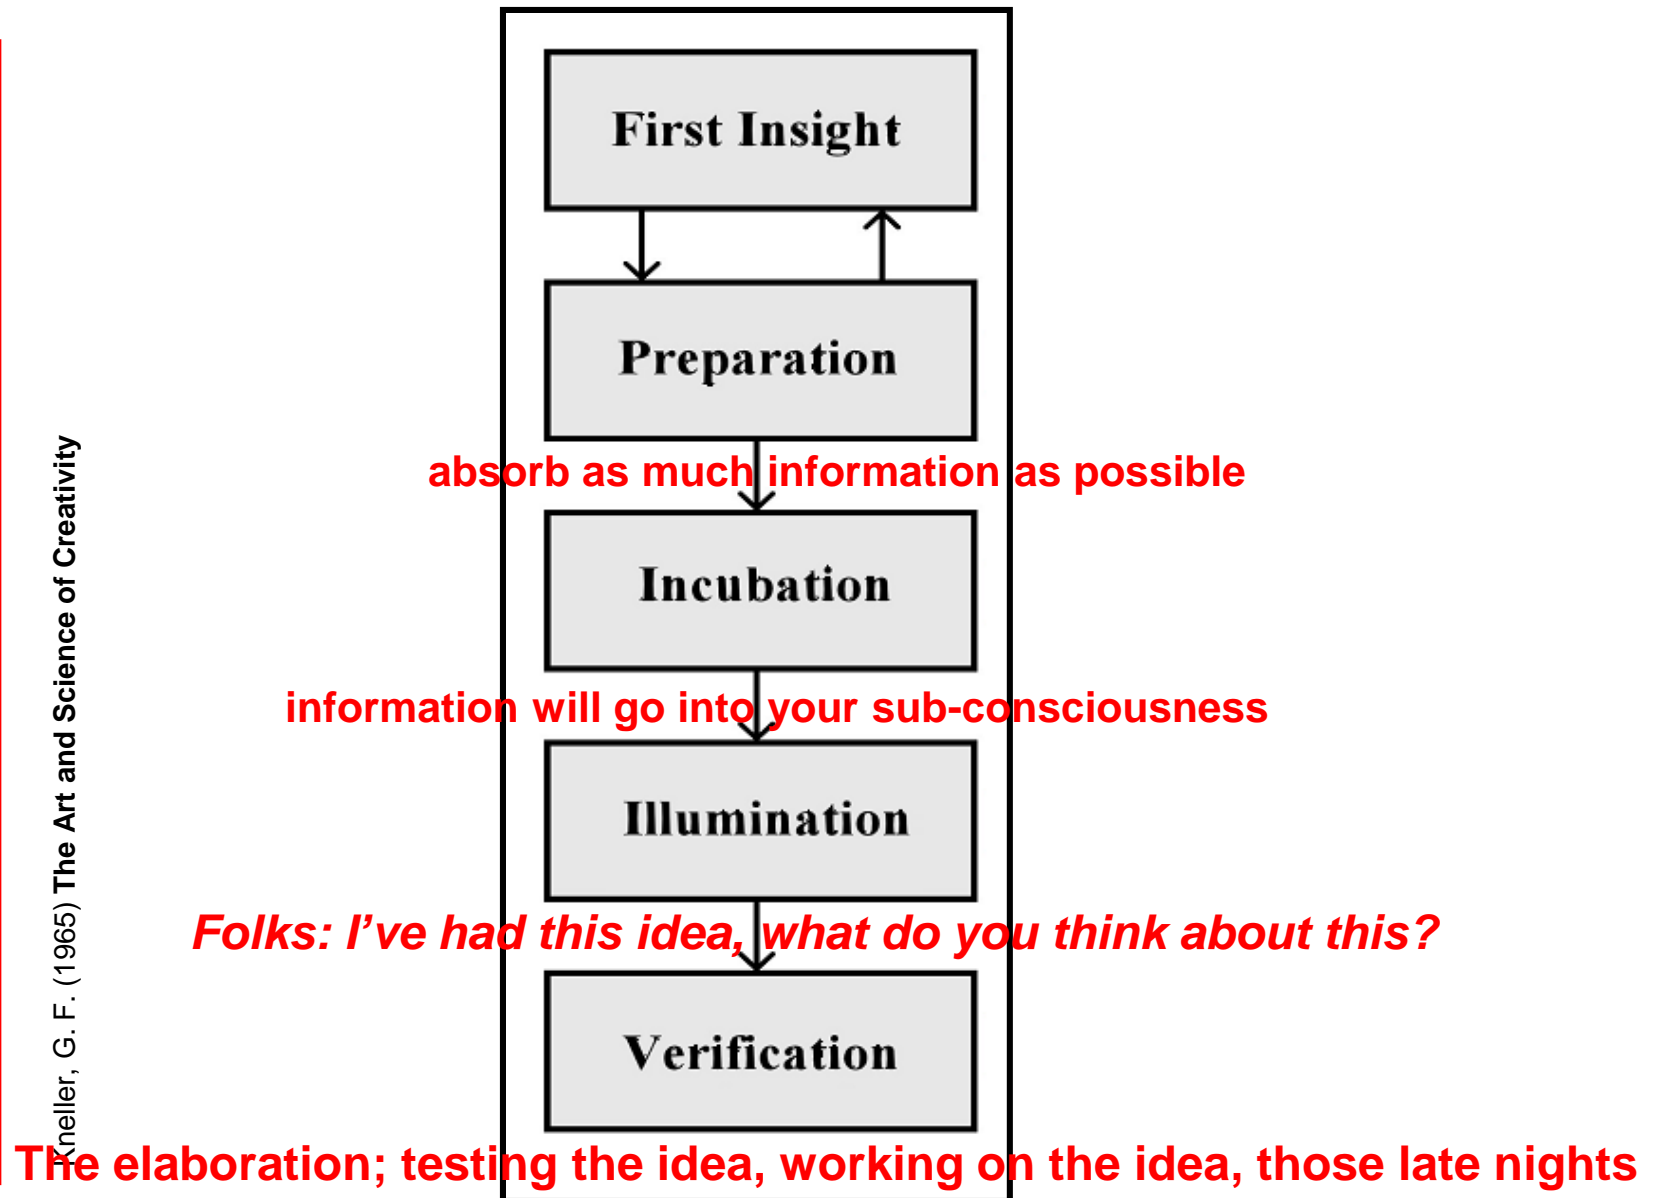 First Insight
Preparation
absorb as much information as possible
Incubation
information will go into your sub-consciousness
Illumination
Folks: I’ve had this idea, what do you think about this?
Verification
The elaboration; testing the idea, working on the idea, those late nights
Kneller, G. F. (1965) The Art and Science of Creativity